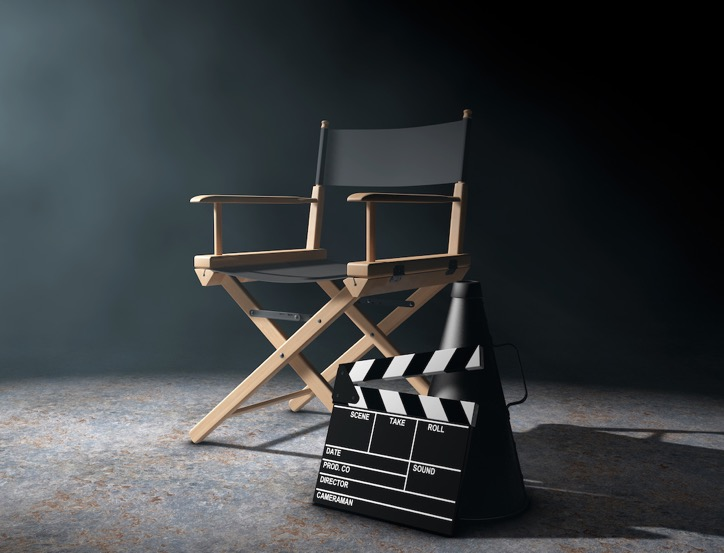 SCENE TAKE ROLL
DATE
PROD. CO SOUND
DIRECTOR
CAMERAMAN